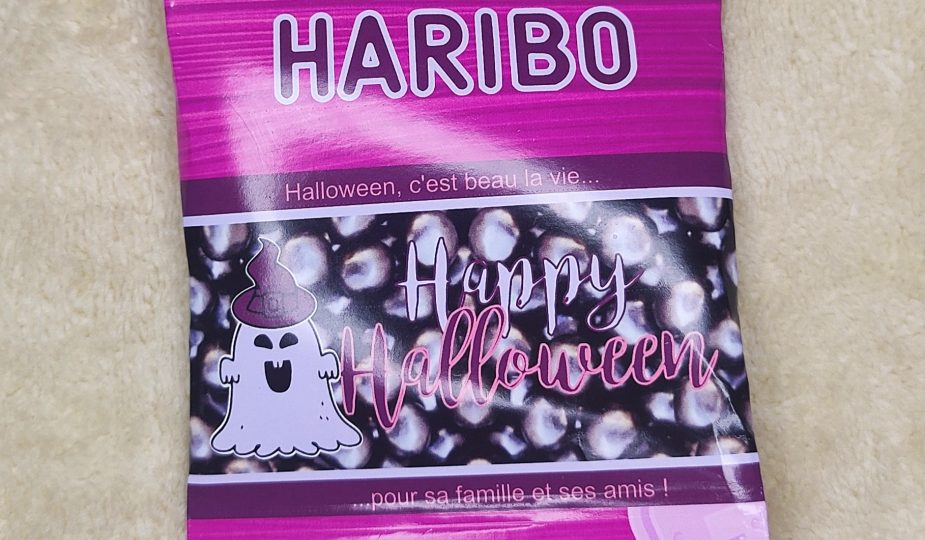 HARIBO
Halloween, c'est beau la vie...
Happy
Halloween
...pour sa famille et ses amis !